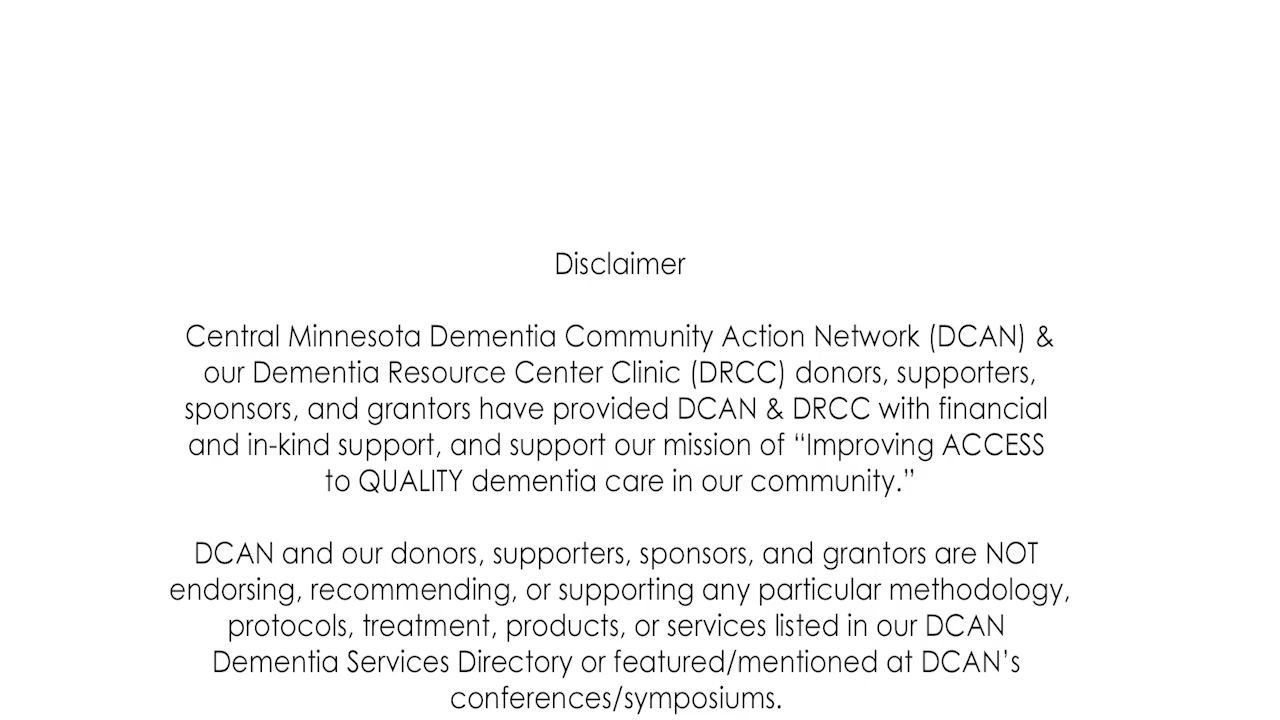 Disclaimer
Central Minnesota Dementia Community Action Network (DCAN) &
our Dementia Resource Center Clinic (DRCC) donors, supporters,
sponsors, and grantors have provided DCAN & DRCC with financial
and in-kind support, and support our mission of “Improving ACCESS
to QUALITY dementia care in our community.”
DCAN and our donors, supporters, sponsors, and grantors are NOT
endorsing, recommending, or supporting any particular methodology,
protocols, treatment, products, or services listed in our DCAN
Dementia Services Directory or featured/mentioned at DCAN’s
conferences/symposiums.